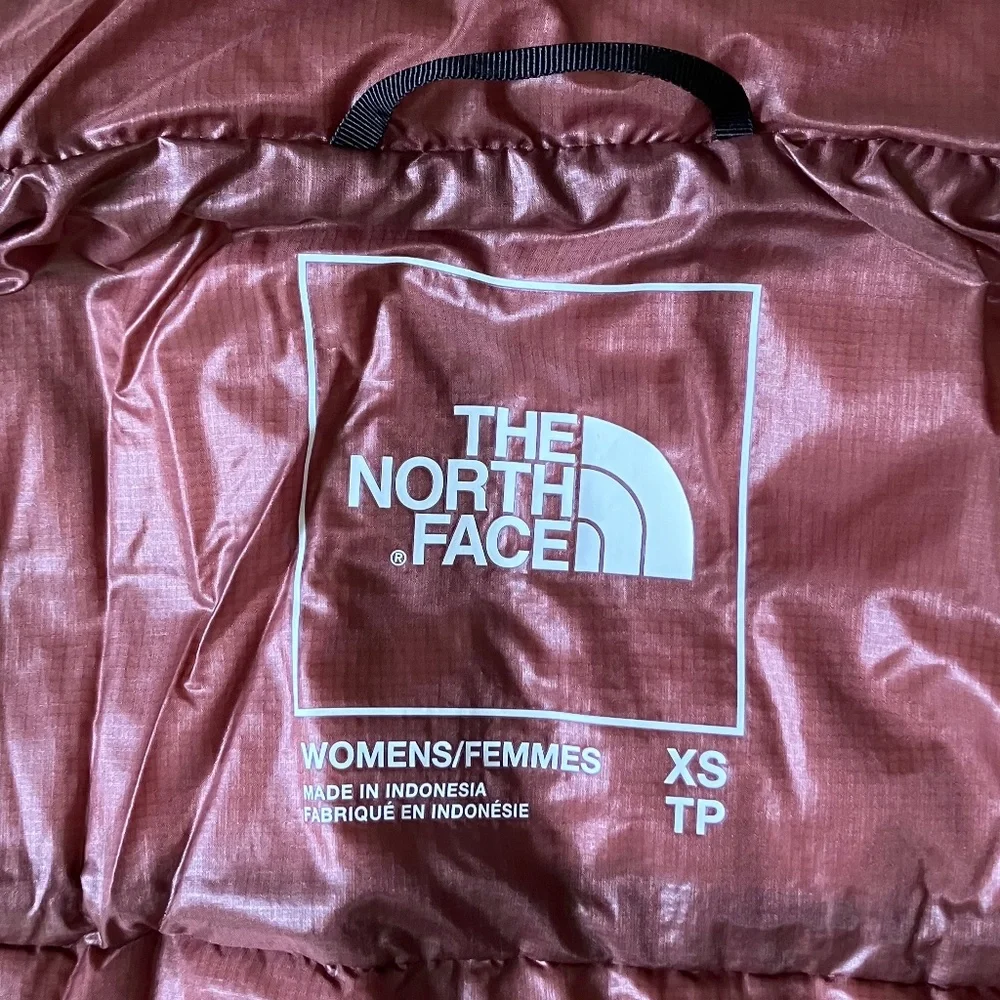 THE
NORTH
® FACE
WOMENS/FEMMES XS
MADE IN INDONESIA
FABRIQUÉ EN INDONÉSIE TP